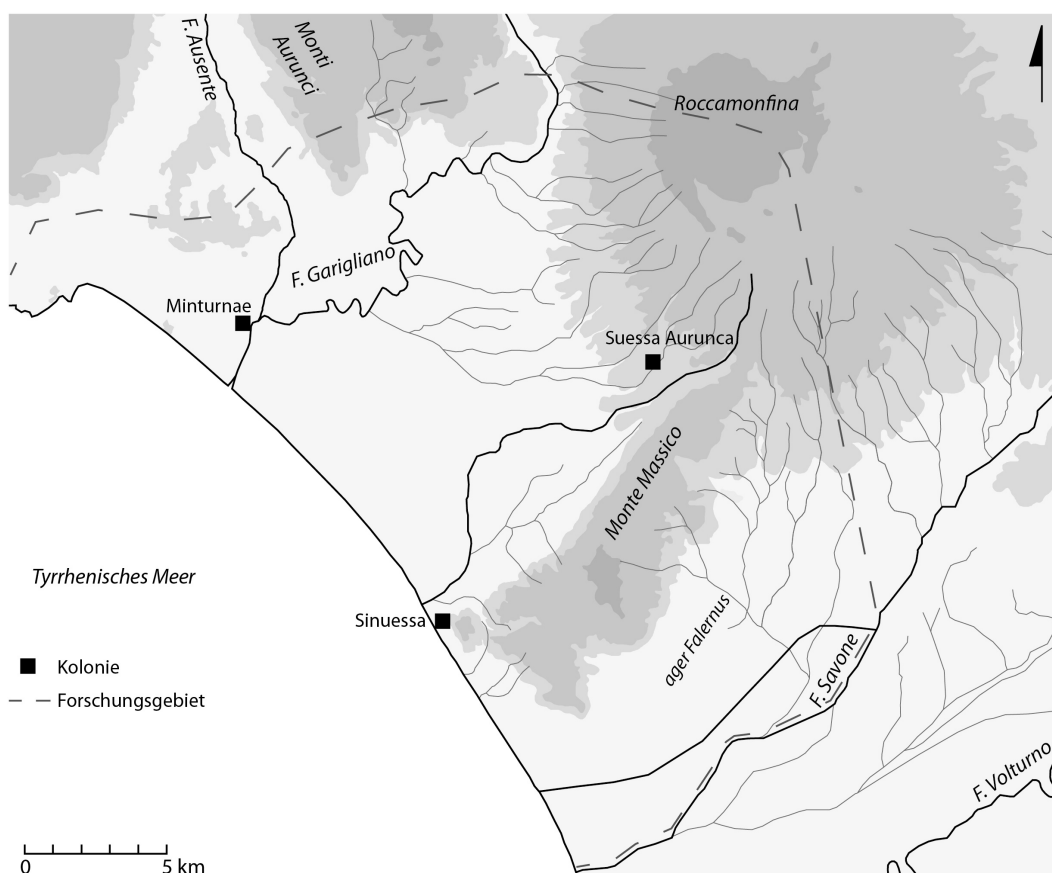 F. Ausente
Monti
Aurunci
Roccamonfina
F. Garigliano
Minturnae
Suessa Aurunca
Monte Massico
Tyrrhenisches Meer
Sinuessa
ager Falernus
F. Savone
Kolonie
Forschungsgebiet
F. Volturno
0 5 km